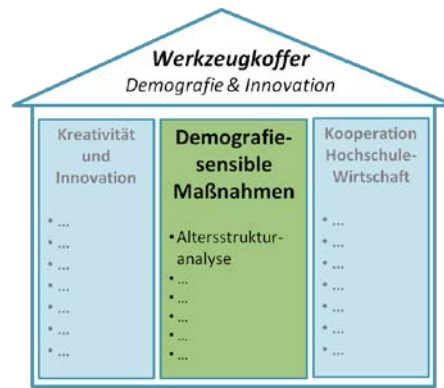 Werkzeugkoffer
Demografie & Innovation
Kreativität
und
Innovation
• ...
• ...
• ...
• ...
• ...
• ...
• ...
Demografie-
sensible
Maßnahmen
• Altersstruktur-
analyse
• ...
• ...
• ...
• ...
• ...
Kooperation
Hochschule-
Wirtschaft
• ...
• ...
• ...
• ...
• ...
• ...
• ...